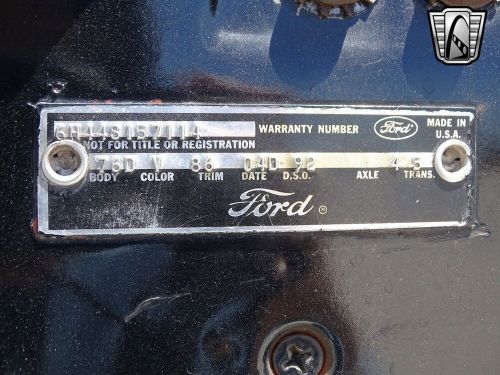 6H44S157114 WARRANTY NUMBER Ford MADE IN U.S.A.
NOT FOR TITLE OR REGISTRATION
76D V 86 04D 92 4 5
BODY COLOR TRIM DATE D.S.O. AXLE TRANS.
Ford ®